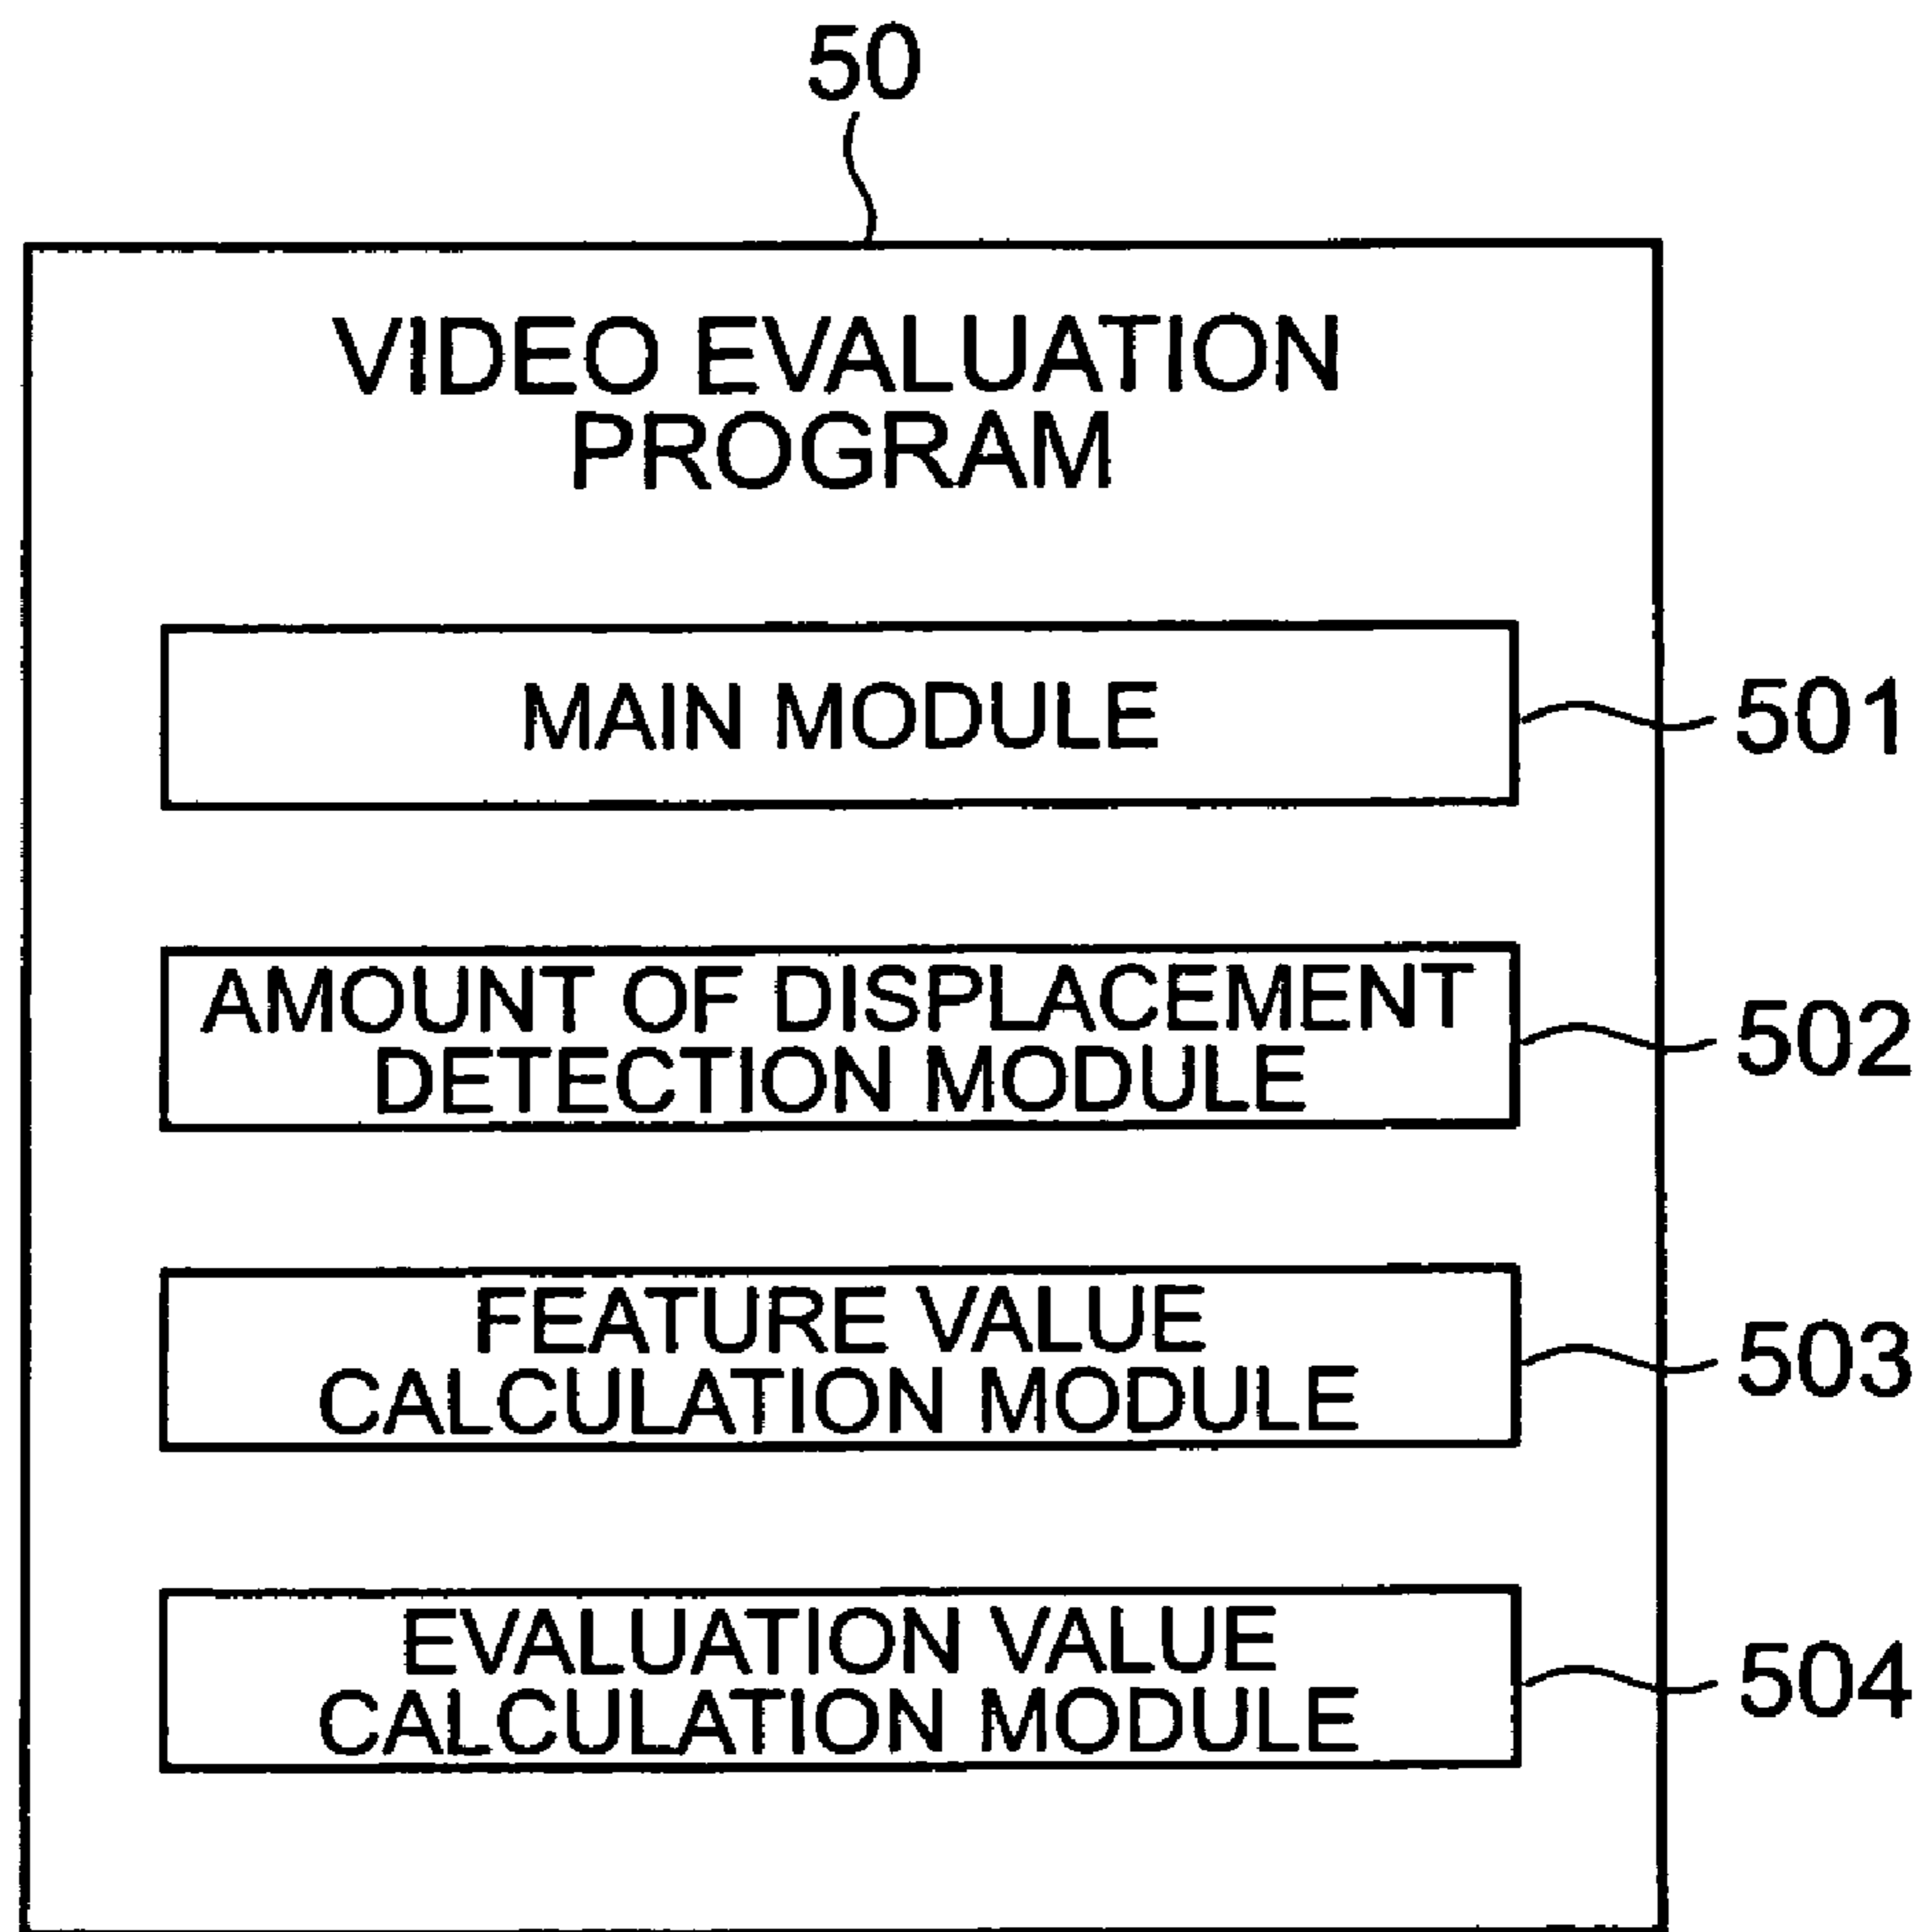 50
VIDEO EVALUATION
PROGRAM
MAIN MODULE
501
AMOUNT OF DISPLACEMENT
DETECTION MODULE
502
FEATURE VALUE
CALCULATION MODULE
503
EVALUATION VALUE
CALCULATION MODULE
504